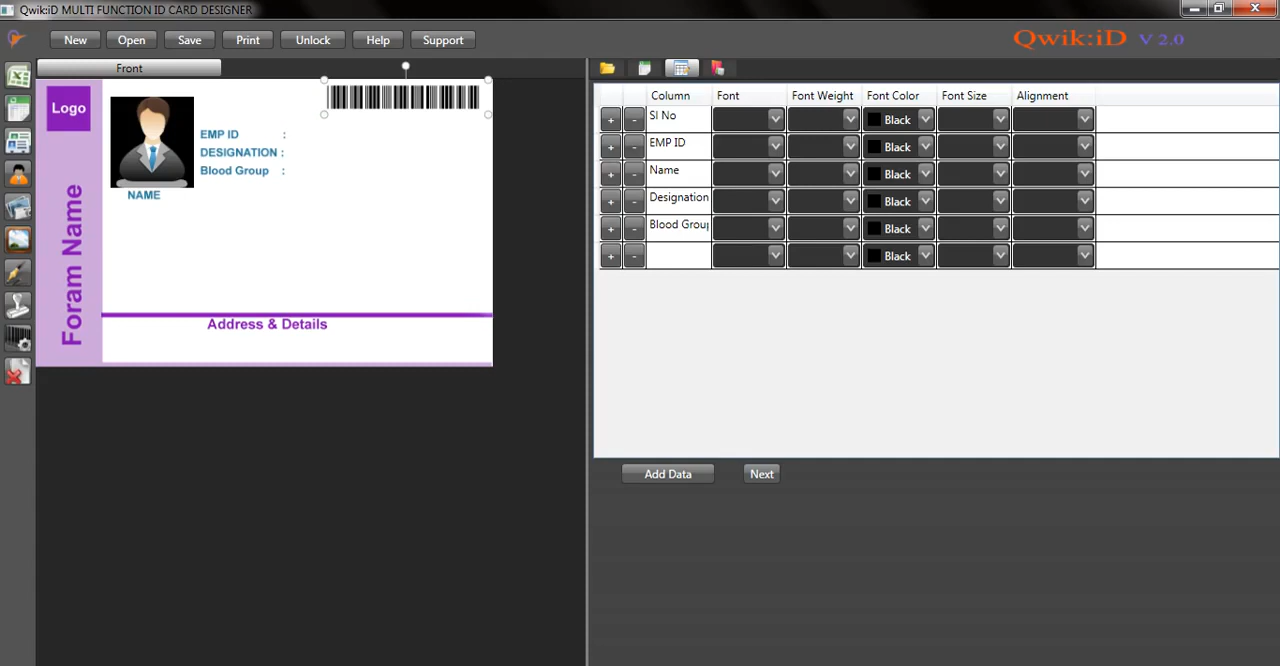 Qwik:iD MULTI FUNCTION ID CARD DESIGNER
New Open Save Print Unlock Help Support
Qwik:iD V 2.0
Front
Logo
EMP ID :
DESIGNATION :
Blood Group :
NAME
Foram Name
Address & Details
Column Font Font Weight Font Color Font Size Alignment
+ - Sl No Black
+ - EMP ID Black
+ - Name Black
+ - Designation Black
+ - Blood Group Black
+ - Black
Add Data Next